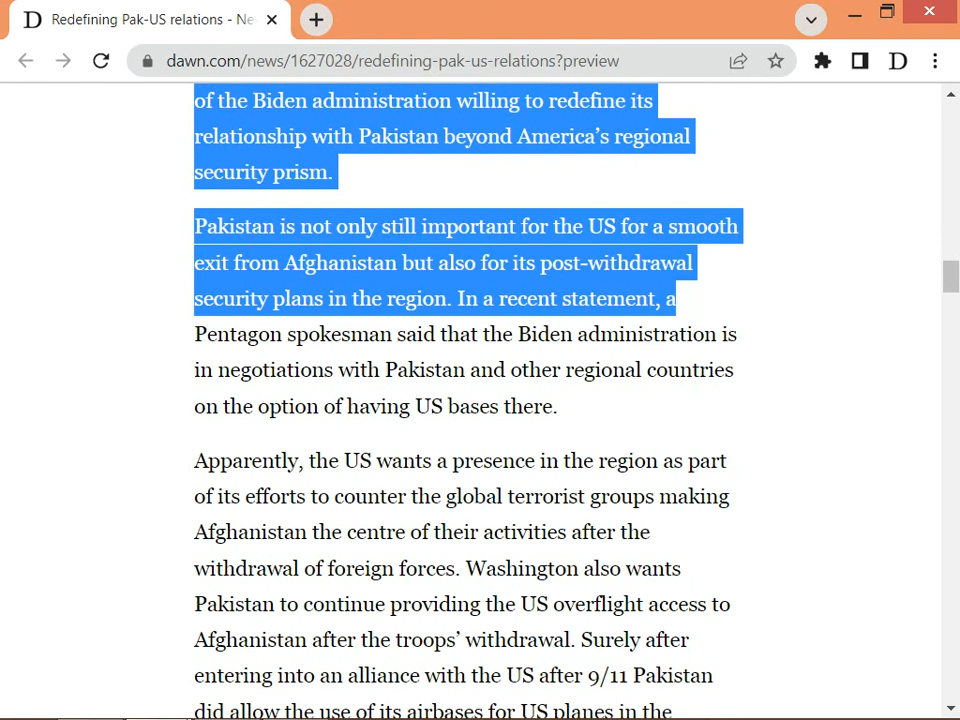 D Redefining Pak-US relations - Ne
dawn.com/news/1627028/redefining-pak-us-relations?preview
D
of the Biden administration willing to redefine its
relationship with Pakistan beyond America’s regional
security prism.
Pakistan is not only still important for the US for a smooth
exit from Afghanistan but also for its post-withdrawal
security plans in the region. In a recent statement, a
Pentagon spokesman said that the Biden administration is
in negotiations with Pakistan and other regional countries
on the option of having US bases there.
Apparently, the US wants a presence in the region as part
of its efforts to counter the global terrorist groups making
Afghanistan the centre of their activities after the
withdrawal of foreign forces. Washington also wants
Pakistan to continue providing the US overflight access to
Afghanistan after the troops’ withdrawal. Surely after
entering into an alliance with the US after 9/11 Pakistan
did allow the use of its airbases for US planes in the